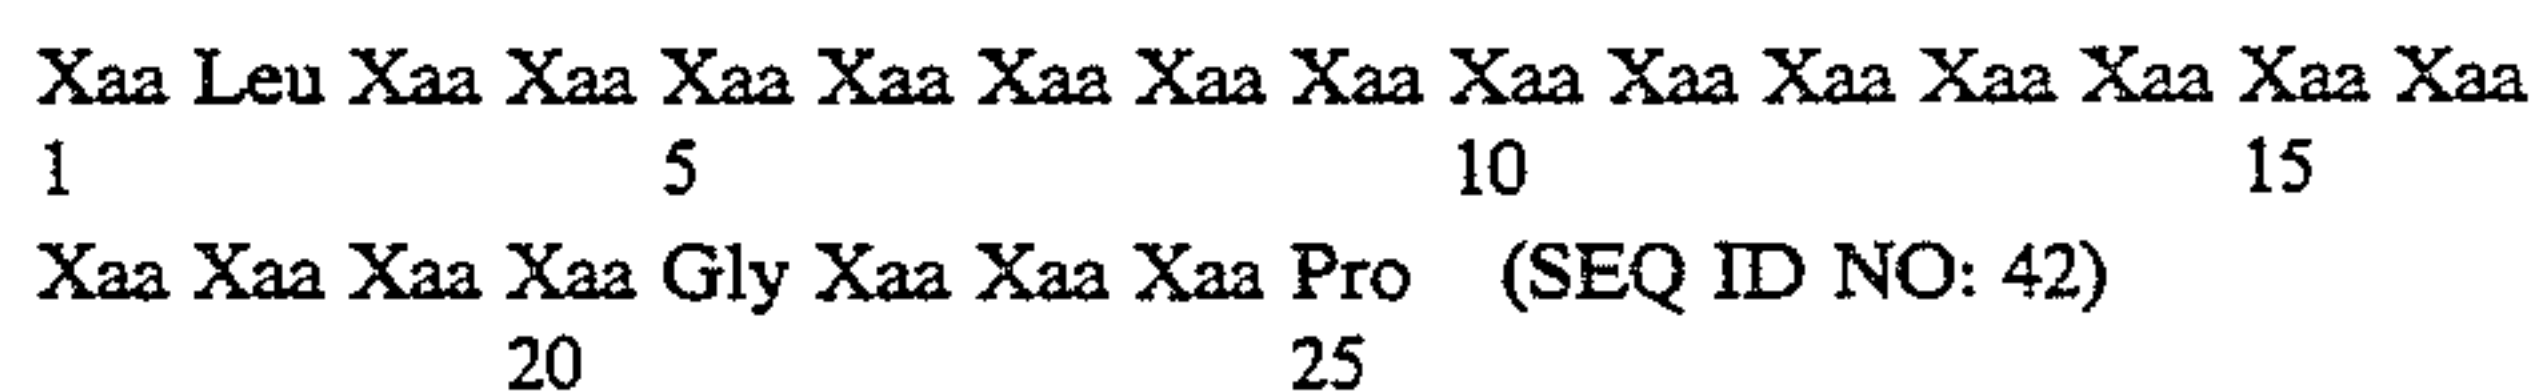 Xaa Leu Xaa Xaa Xaa Xaa Xaa Xaa Xaa Xaa Xaa Xaa Xaa Xaa Xaa Xaa
1 5 10 15
Xaa Xaa Xaa Xaa Gly Xaa Xaa Xaa Pro (SEQ ID NO: 42)
20 25